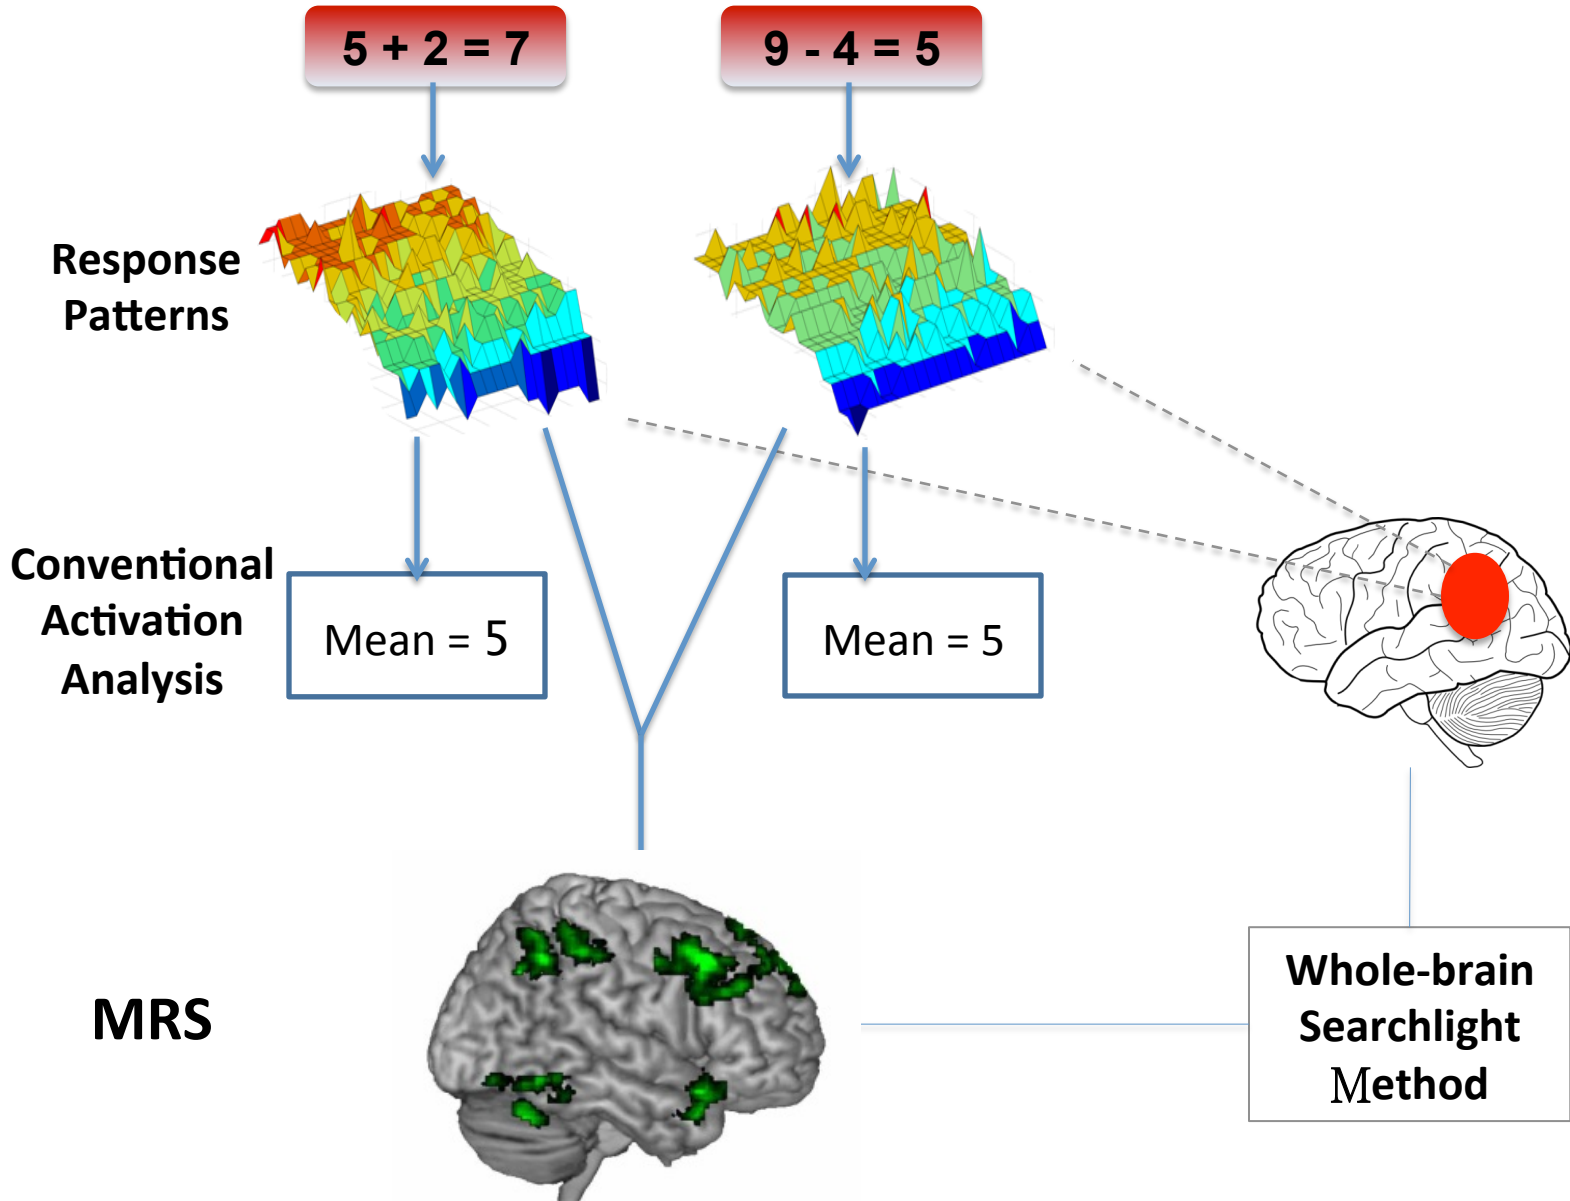 5 + 2 = 7
9 - 4 = 5
Response
Patterns
Conventional
Activation
Analysis
Mean = 5
Mean = 5
MRS
Whole-brain
Searchlight
Method